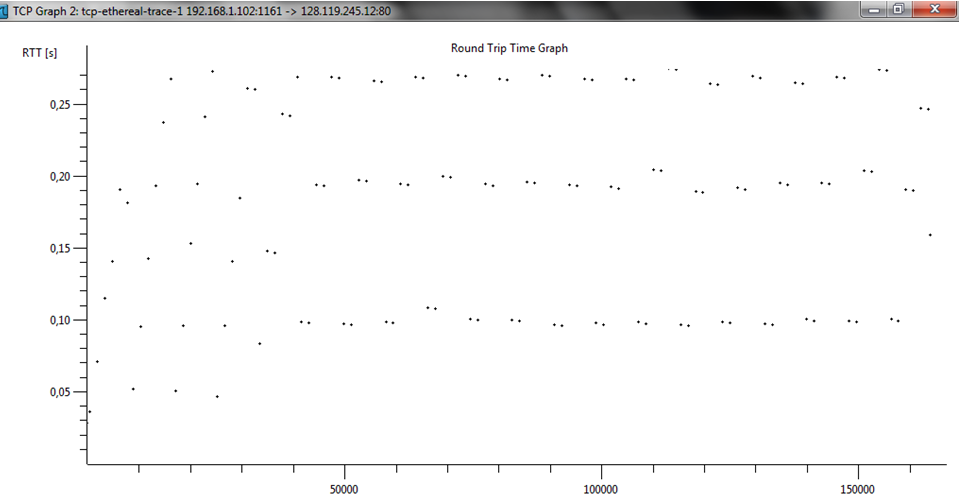 TCP Graph 2: tcp-ethereal-trace-1 192.168.1.102:1161 -> 128.119.245.12:80
RTT [s]
Round Trip Time Graph
0,25
0,20
0,15
0,10
0,05
50000
100000
150000